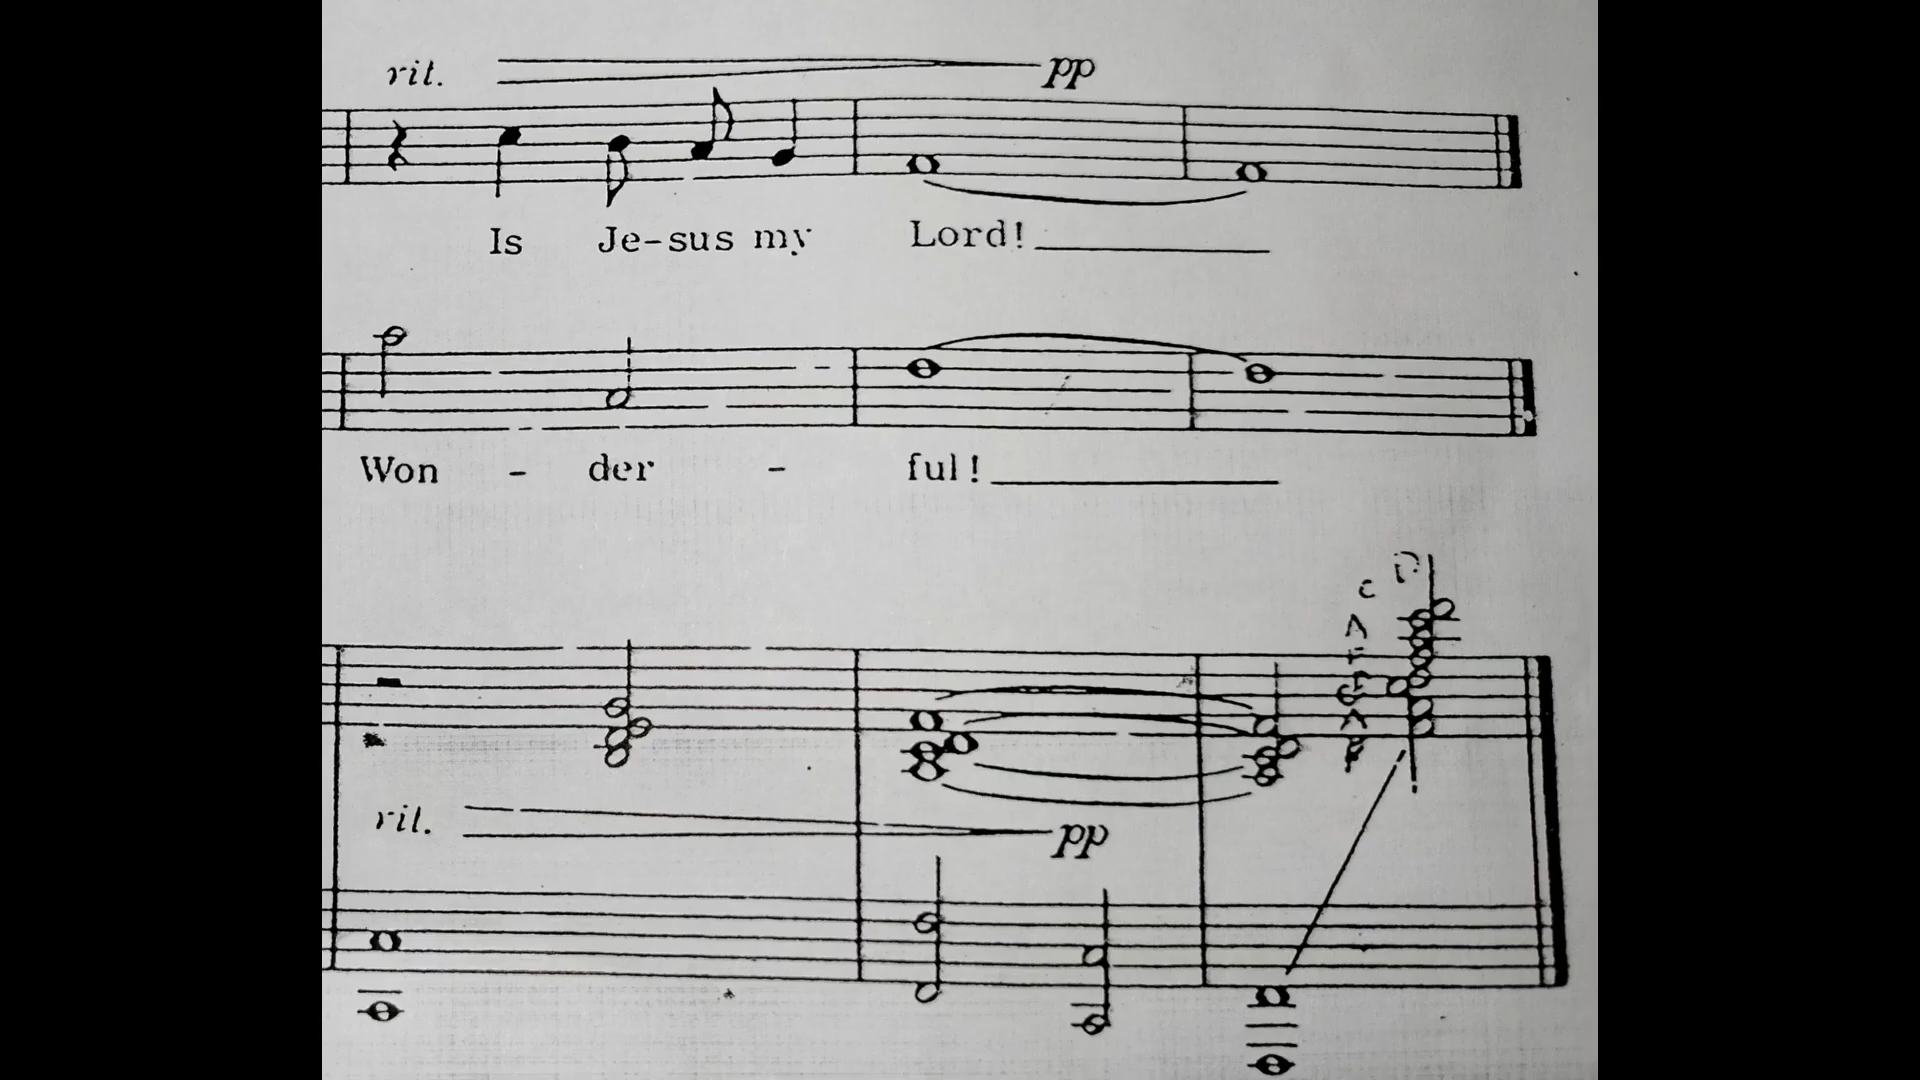 rit. pp
Is Je-sus my Lord!
Won - der - ful!
C
A
G
A
F
rit. pp